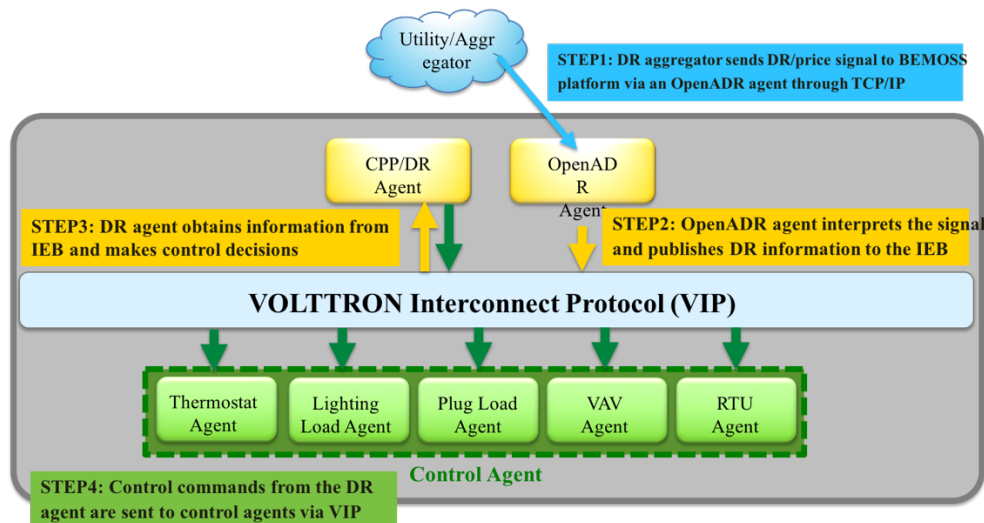 Utility/Aggr
egator
STEP1: DR aggregator sends DR/price signal to BEMOSS
platform via an OpenADR agent through TCP/IP
CPP/DR
Agent
OpenAD
R
Agent
STEP3: DR agent obtains information from
IEB and makes control decisions
STEP2: OpenADR agent interprets the signal
and publishes DR information to the IEB
VOLTTRON Interconnect Protocol (VIP)
Thermostat
Agent
Lighting
Load Agent
Plug Load
Agent
VAV
Agent
RTU
Agent
Control Agent
STEP4: Control commands from the DR
agent are sent to control agents via VIP